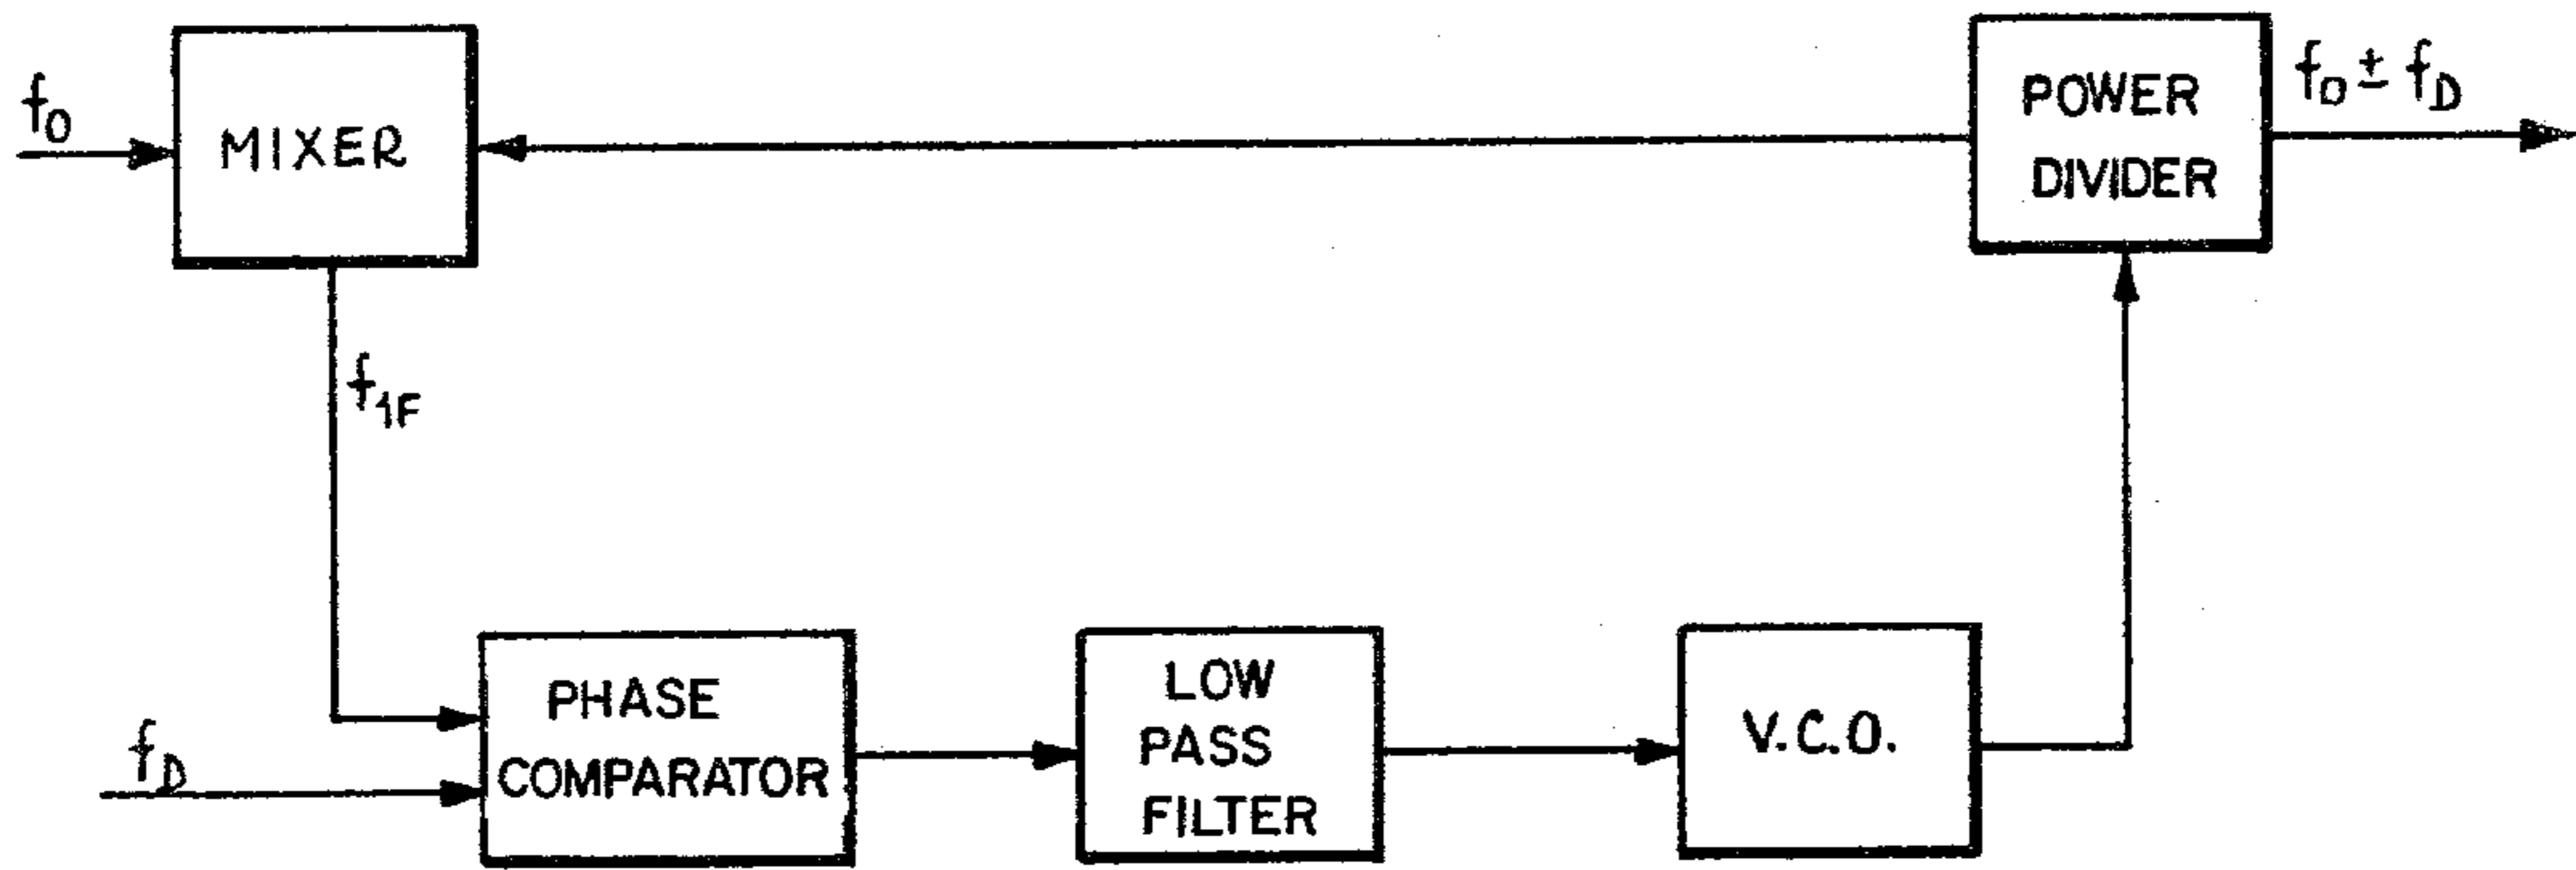 f0
MIXER
POWER
DIVIDER
f0 ± fD
f1F
PHASE
COMPARATOR
fD
LOW
PASS
FILTER
V.C.O.